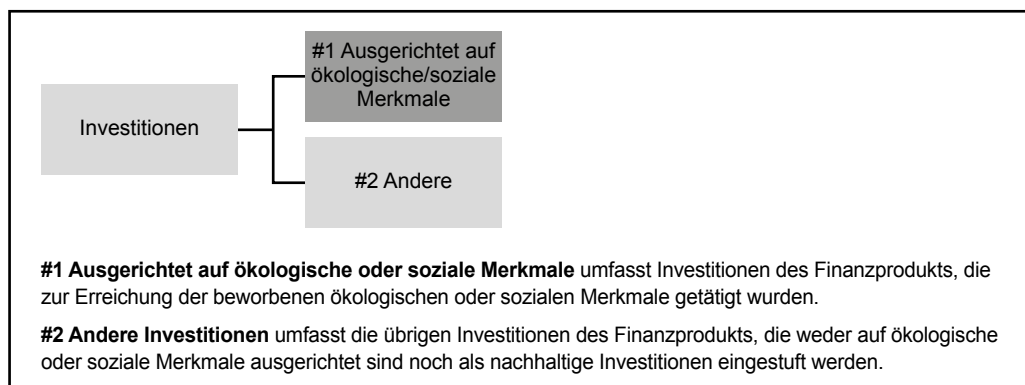 #1 Ausgerichtet auf
ökologische/soziale
Merkmale
Investitionen
#2 Andere
#1 Ausgerichtet auf ökologische oder soziale Merkmale umfasst Investitionen des Finanzprodukts, die
zur Erreichung der beworbenen ökologischen oder sozialen Merkmale getätigt wurden.
#2 Andere Investitionen umfasst die übrigen Investitionen des Finanzprodukts, die weder auf ökologische
oder soziale Merkmale ausgerichtet sind noch als nachhaltige Investitionen eingestuft werden.